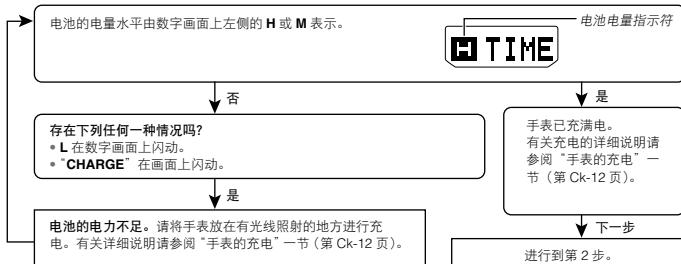 电池的电量水平由数字画面上左侧的 H 或 M 表示。
电池电量指示符
H TIME
否
是
存在下列任何一种情况吗?
• L 在数字画面上闪动。
• “CHARGE”在画面上闪动。
手表已充满电。
有关充电的详细说明请
参阅“手表的充电”一
节(第 Ck-12 页)。
是
下一步
电池的电力不足。请将手表放在有光线照射的地方进行充
电。有关详细说明请参阅“手表的充电”一节(第 Ck-12 页)。
进行到第 2 步。